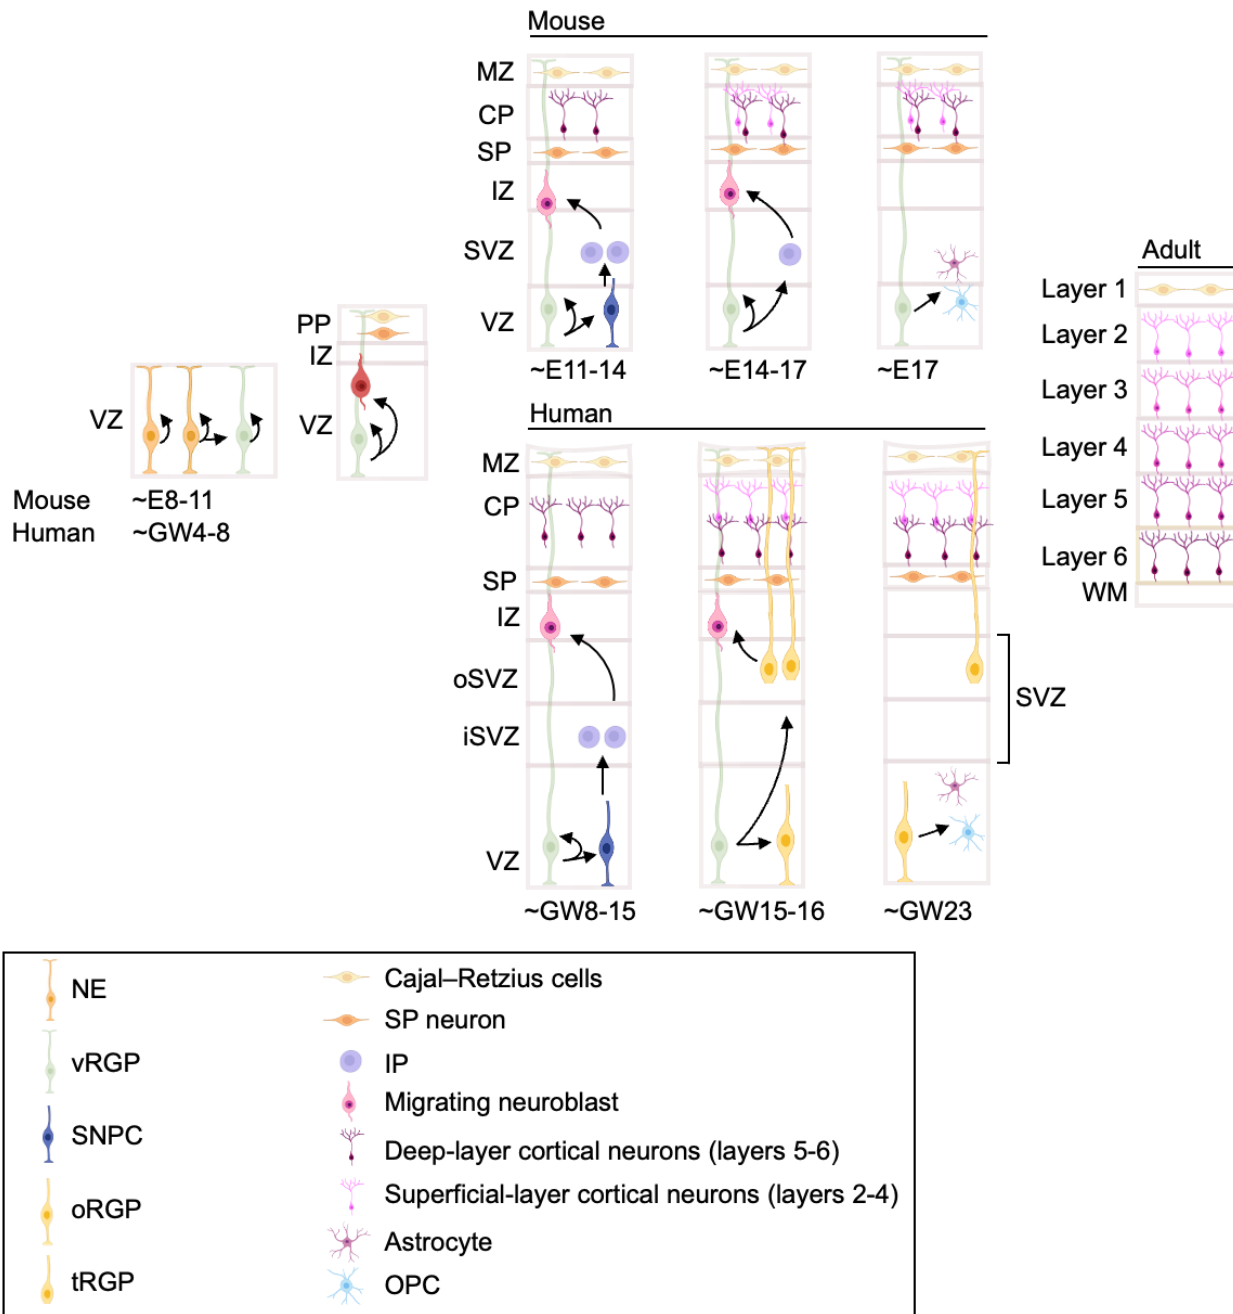 Mouse
MZ
CP
SP
IZ
SVZ
VZ
~E11-14
~E14-17
~E17
PP
IZ
VZ
VZ
Mouse ~E8-11
Human ~GW4-8
Human
MZ
CP
SP
IZ
oSVZ
iSVZ
VZ
SVZ
~GW8-15
~GW15-16
~GW23
Adult
Layer 1
Layer 2
Layer 3
Layer 4
Layer 5
Layer 6
WM
NE
vRGP
SNPC
oRGP
tRGP
Cajal–Retzius cells
SP neuron
IP
Migrating neuroblast
Deep-layer cortical neurons (layers 5-6)
Superficial-layer cortical neurons (layers 2-4)
Astrocyte
OPC